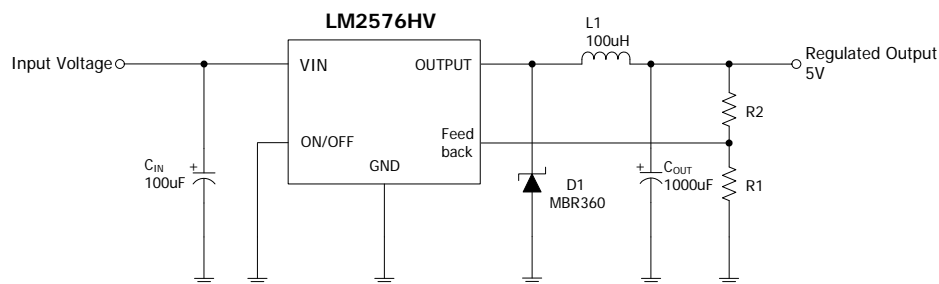 LM2576HV
L1
100uH
Input Voltage
VIN
OUTPUT
Regulated Output
5V
R2
ON/OFF
Feed
back
GND
CIN
100uF
+
D1
MBR360
+
COUT
1000uF
R1